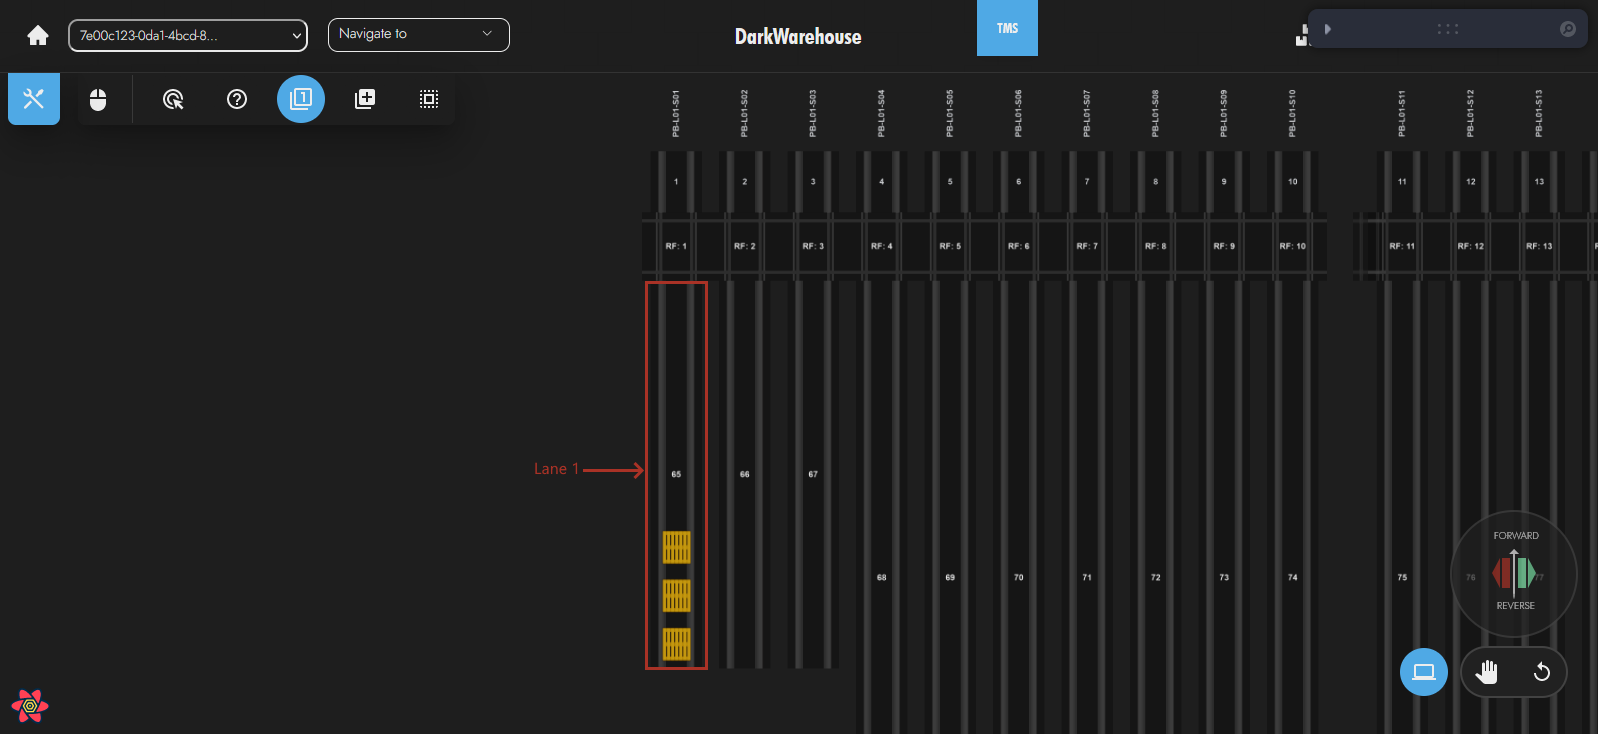 7e00c123-0da1-4bcd-8...
Navigate to
DarkWarehouse
TMS
1
PB-L01-S01
PB-L01-S02
PB-L01-S03
PB-L01-S04
PB-L01-S05
PB-L01-S06
PB-L01-S07
PB-L01-S08
PB-L01-S09
PB-L01-S10
PB-L01-S11
PB-L01-S12
PB-L01-S13
1 2 3 4 5 6 7 8 9 10 11 12 13
RF: 1 RF: 2 RF: 3 RF: 4 RF: 5 RF: 6 RF: 7 RF: 8 RF: 9 RF: 10 RF: 11 RF: 12 RF: 13
Lane 1
65 66 67
FORWARD
68 69 70 71 72 73 74 75 76 77
REVERSE